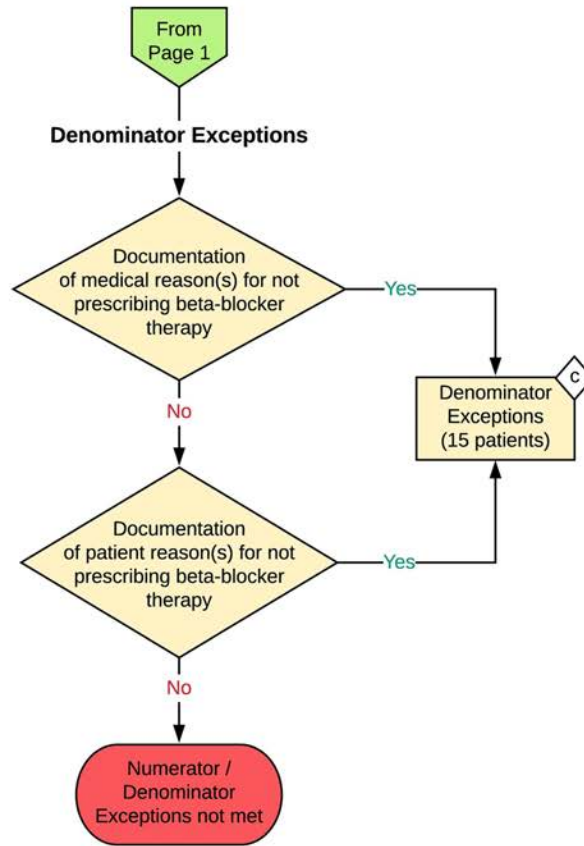 From
Page 1
Denominator Exceptions
Documentation
of medical reason(s) for not
prescribing beta-blocker
therapy
Yes
c
Denominator
Exceptions
(15 patients)
No
Documentation
of patient reason(s) for not
prescribing beta-blocker
therapy
Yes
No
Numerator /
Denominator
Exceptions not met